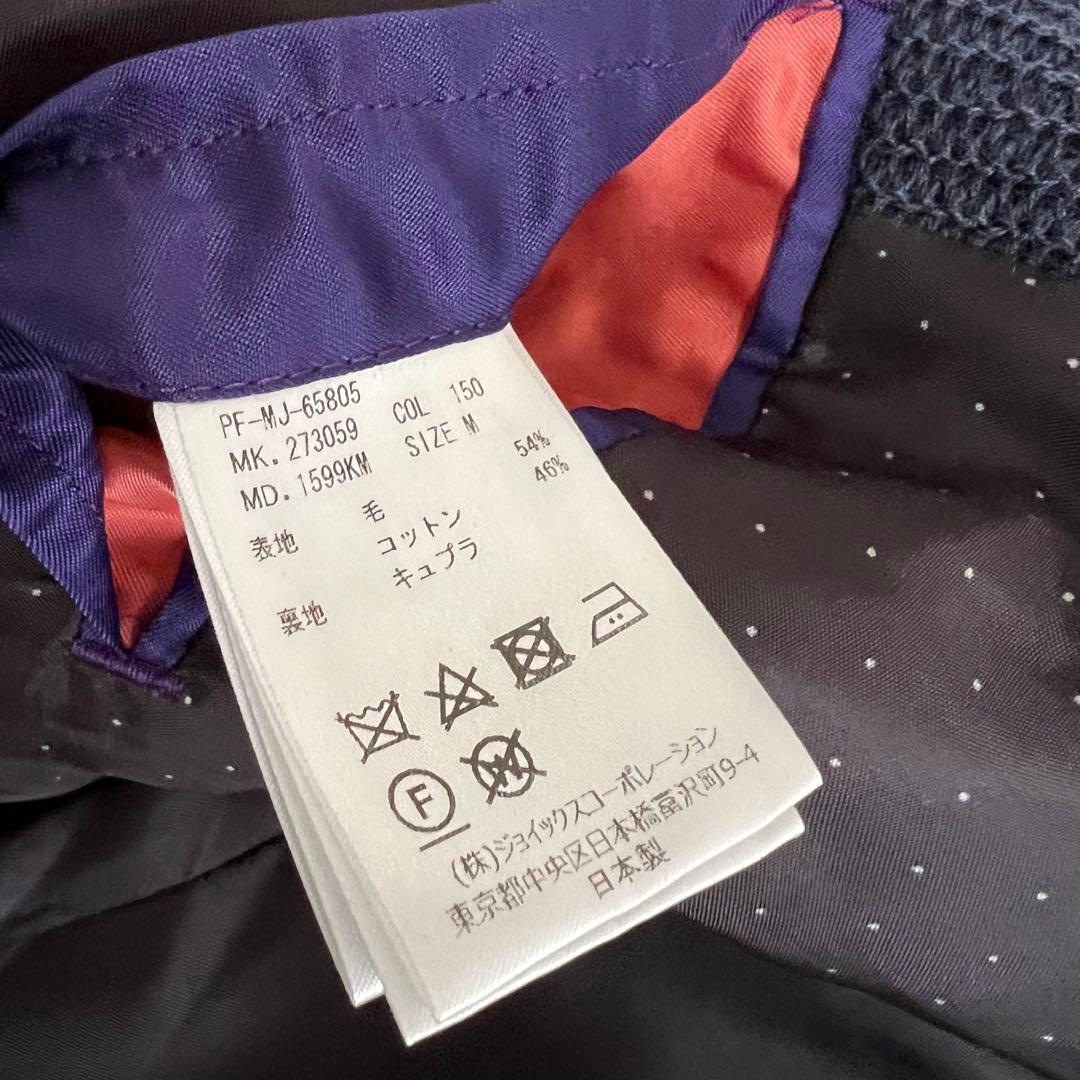 PF-MJ-65805
MK. 273059 COL 150
MD. 1599KM SIZE M
表地 毛 54%
コットン 46%
裏地 キュプラ
F
W
(株)ジョイックスコーポレーション
東京都中央区日本橋富沢町9-4
日本製